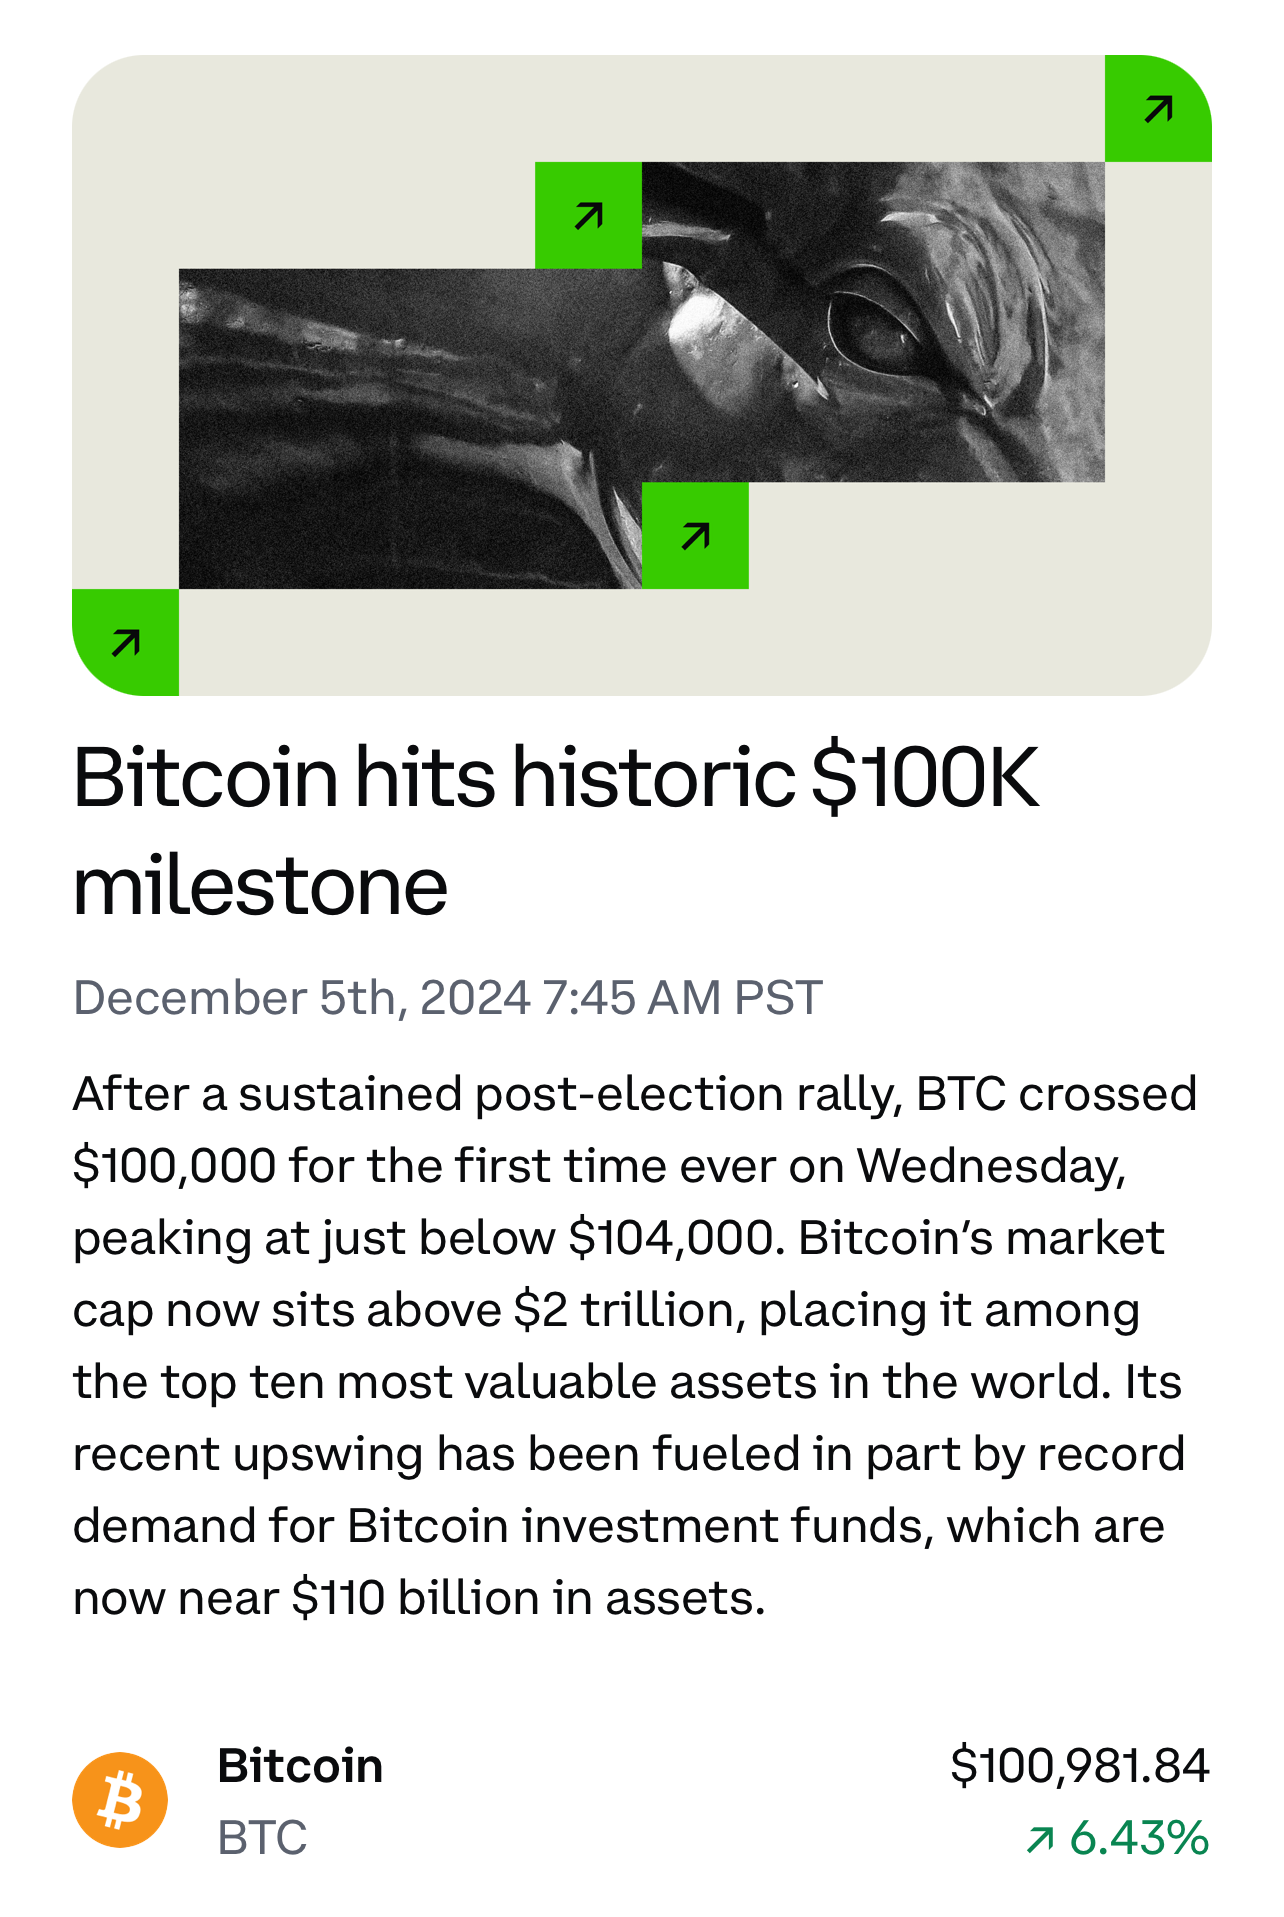 Bitcoin hits historic $100K
milestone
December 5th, 2024 7:45 AM PST
After a sustained post-election rally, BTC crossed
$100,000 for the first time ever on Wednesday,
peaking at just below $104,000. Bitcoin’s market
cap now sits above $2 trillion, placing it among
the top ten most valuable assets in the world. Its
recent upswing has been fueled in part by record
demand for Bitcoin investment funds, which are
now near $110 billion in assets.
Bitcoin $100,981.84
BTC ↗ 6.43%